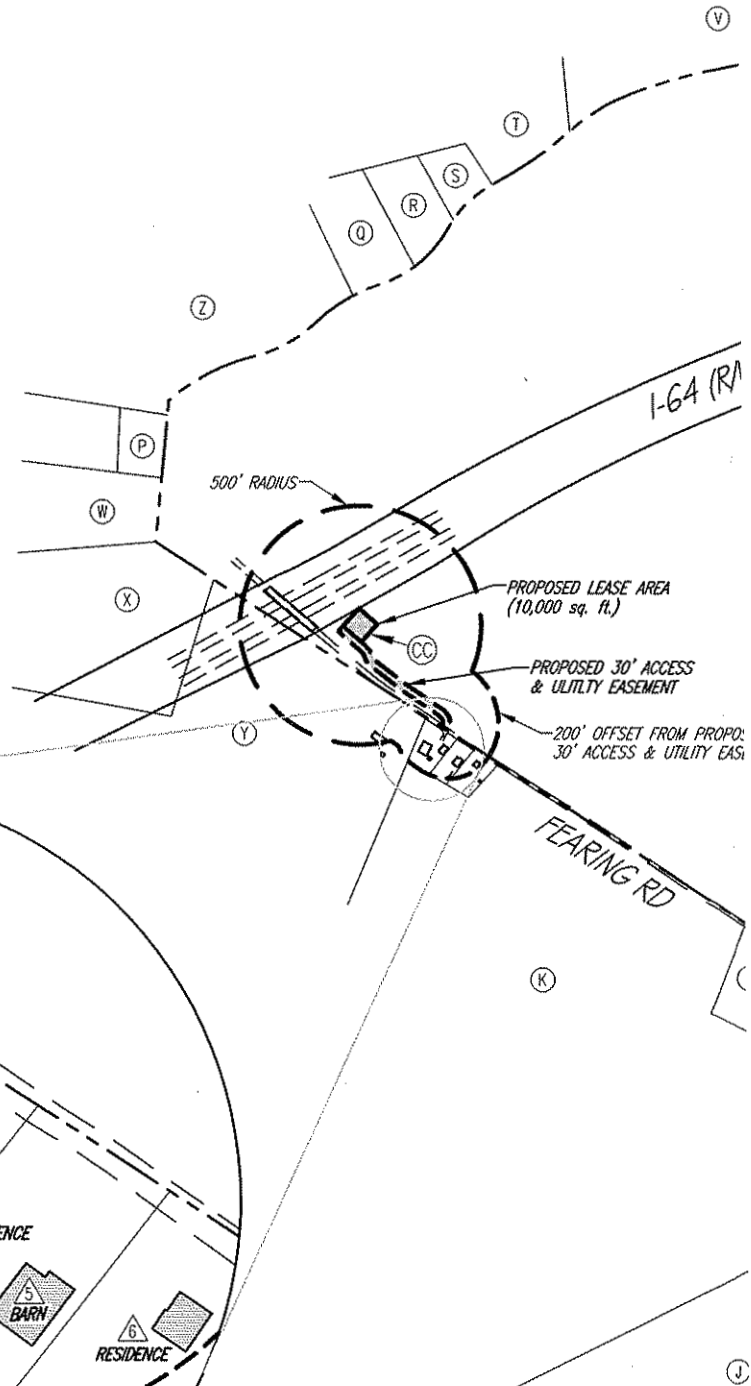 V
T
S
R
Q
Z
I-64 (R/
P
500' RADIUS
W
PROPOSED LEASE AREA
(10,000 sq. ft.)
X
CC
PROPOSED 30' ACCESS
& ULITLTY EASEMENT
Y
200' OFFSET FROM PROPOS
30' ACCESS & UTILITY EASE
FEARING RD
K
ENCE
5
BARN
6
RESIDENCE
J